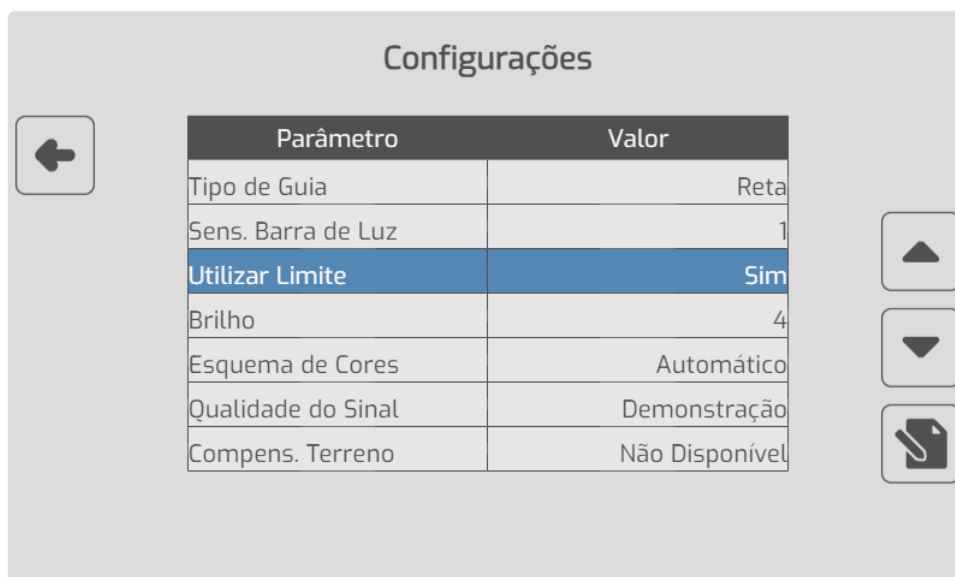 Configurações
Parâmetro Valor
Tipo de Guia Reta
Sens. Barra de Luz 1
Utilizar Limite Sim
Brilho 4
Esquema de Cores Automático
Qualidade do Sinal Demonstração
Compens. Terreno Não Disponível